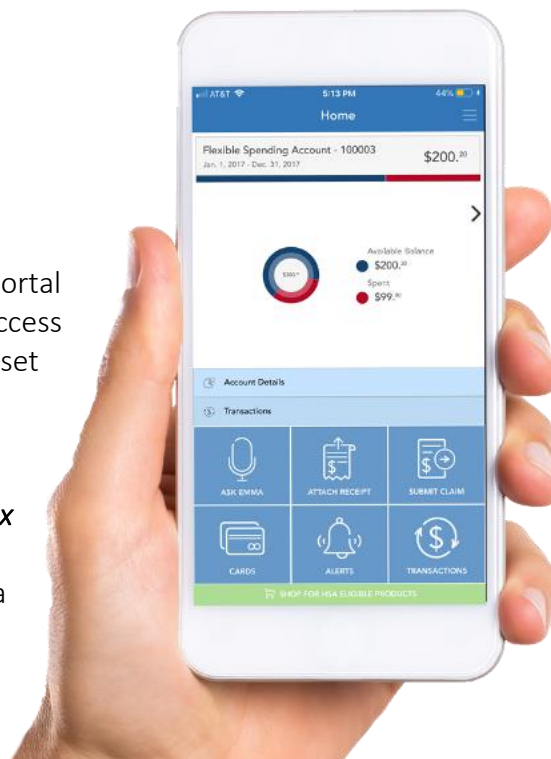 AT&T 5:13 PM 44%
Home
Flexible Spending Account - 100003
Jan. 1, 2017 - Dec. 31, 2017
$200.20
Available Balance
$200.20
Spent
$99.
ortal
ccess
set
Account Details
Transactions
ASK EMMA ATTACH RECEIPT SUBMIT CLAIM
x
CARDS ALERTS TRANSACTIONS
a
SHOP FOR HSA ELIGIBLE PRODUCTS